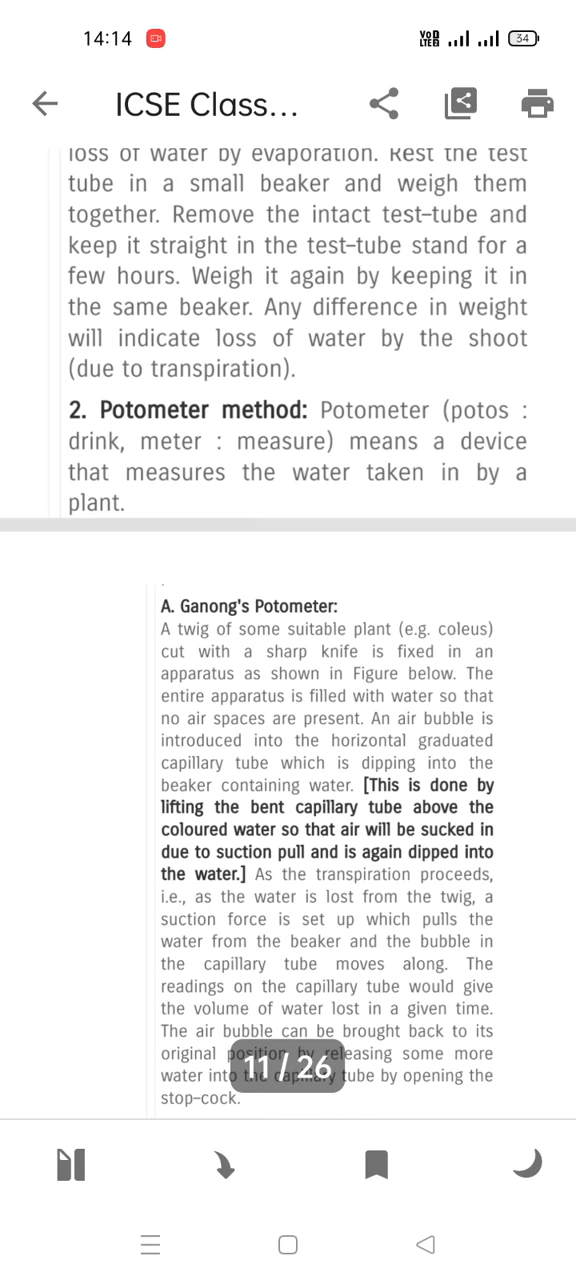 14:14
Vo LTE
34
ICSE Class...
loss of water by evaporation. Rest the test
tube in a small beaker and weigh them
together. Remove the intact test-tube and
keep it straight in the test-tube stand for a
few hours. Weigh it again by keeping it in
the same beaker. Any difference in weight
will indicate loss of water by the shoot
(due to transpiration).
2. Potometer method: Potometer (potos :
drink, meter : measure) means a device
that measures the water taken in by a
plant.
A. Ganong's Potometer:
A twig of some suitable plant (e.g. coleus)
cut with a sharp knife is fixed in an
apparatus as shown in Figure below. The
entire apparatus is filled with water so that
no air spaces are present. An air bubble is
introduced into the horizontal graduated
capillary tube which is dipping into the
beaker containing water. [This is done by
lifting the bent capillary tube above the
coloured water so that air will be sucked in
due to suction pull and is again dipped into
the water.] As the transpiration proceeds,
i.e., as the water is lost from the twig, a
suction force is set up which pulls the
water from the beaker and the bubble in
the capillary tube moves along. The
readings on the capillary tube would give
the volume of water lost in a given time.
The air bubble can be brought back to its
original position by releasing some more
water into the capillary tube by opening the
stop-cock.
11 / 26